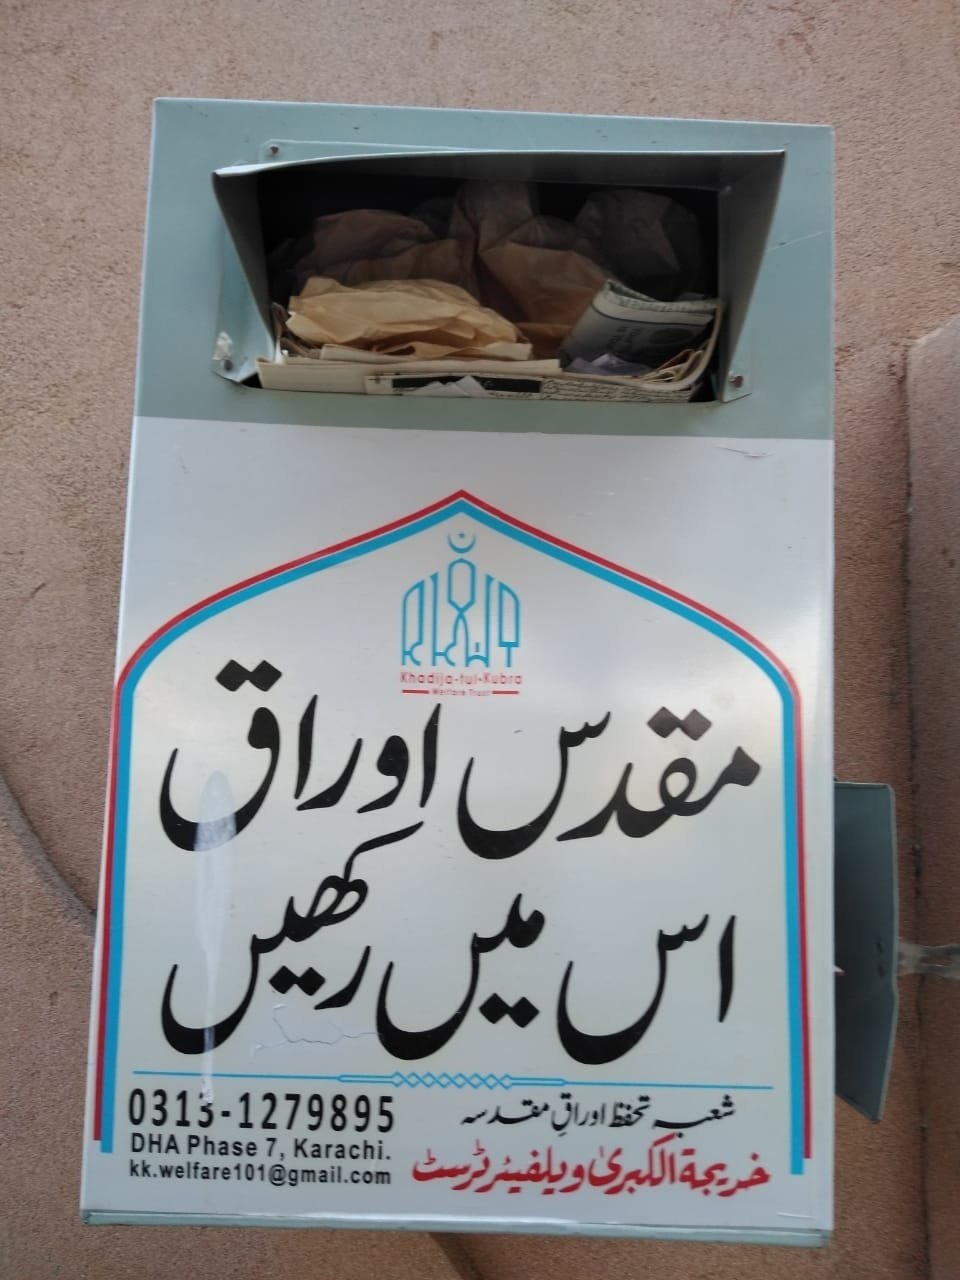 KKWT
Khadija-tul-Kubra
Welfare Trust
مقدس اوراق
اس میں رکھیں
0313-1279895
DHA Phase 7, Karachi.
kk.welfare101@gmail.com
شعبہ تحفظ اوراقِ مقدسہ
خدیجۃ الکبریٰ ویلفیئر ٹرسٹ